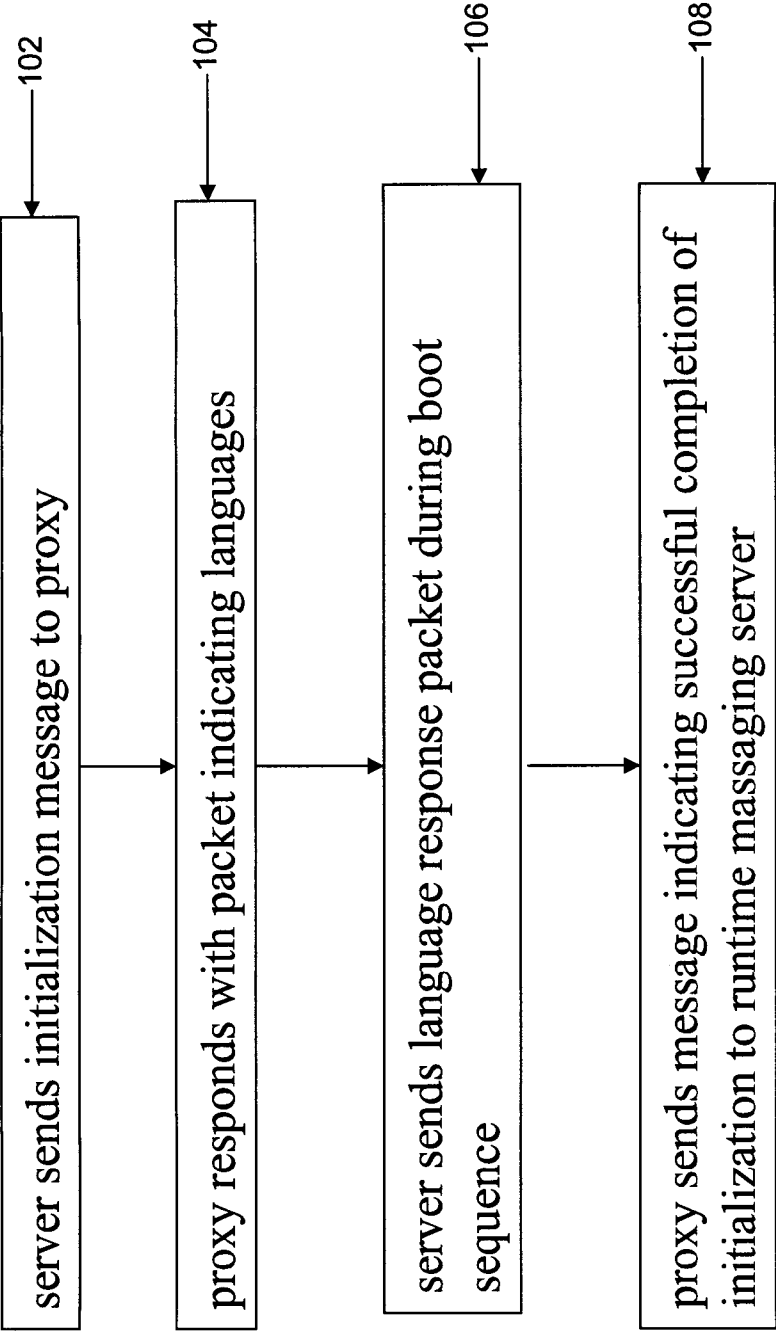 server sends initialization message to proxy
102
proxy responds with packet indicating languages
104
server sends language response packet during boot
sequence
106
proxy sends message indicating successful completion of
initialization to runtime massaging server
108